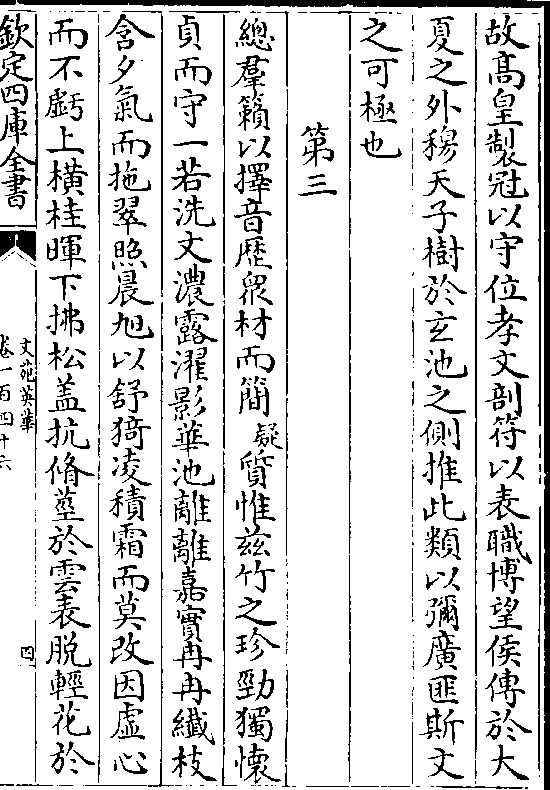 故髙皇製冠以守位孝文剖符以表職博望侯傳於大
夏之外穆天子樹於玄池之側推此類以彌廣匪斯文
之可極也
第三
總羣籟以擇音歴衆材而簡疑質惟兹竹之珍勁獨懐
貞而守一若洗文濃露濯影華池離離嘉實冉冉纎枝
含夕氣而拖翠照晨旭以舒猗凌積霜而莫改因虛心
而不虧上横桂暉下拂松盖抗脩莖於雲表脱輕花於
欽定四庫全書
文苑英華
卷一百四十六
四